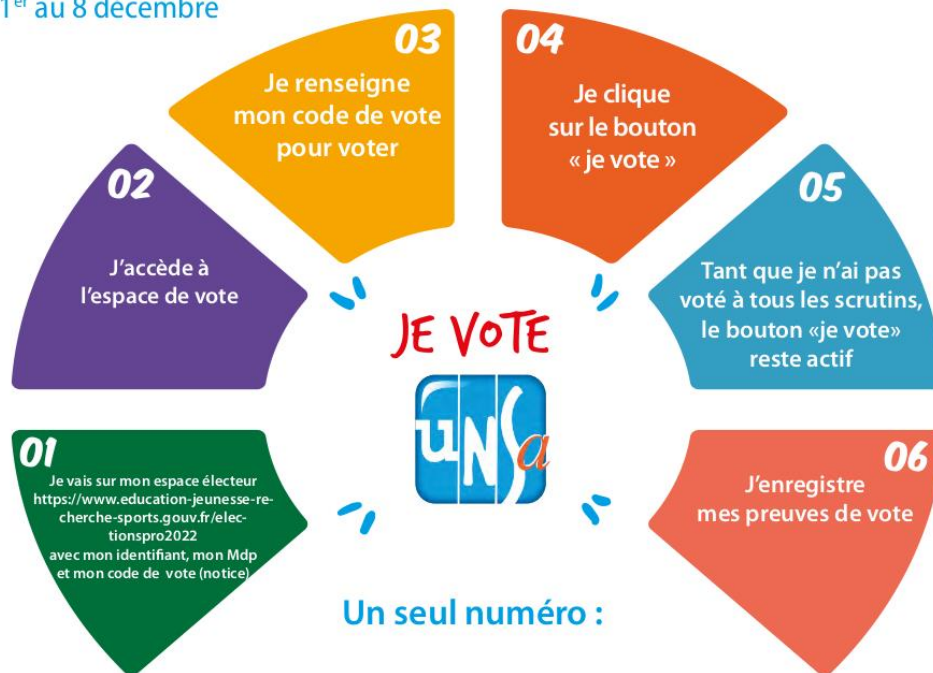 1er au 8 décembre
01
Je vais sur mon espace électeur
https://www.education-jeunesse-re-
cherche-sports.gouv.fr/elec-
tionspro2022
avec mon identifiant, mon Mdp
et mon code de vote (notice)
02
J'accède à
l'espace de vote
03
Je renseigne
mon code de vote
pour voter
04
Je clique
sur le bouton
« je vote »
05
Tant que je n'ai pas
voté à tous les scrutins,
le bouton «je vote»
reste actif
06
J'enregistre
mes preuves de vote
JE VOTE
UNSa
Un seul numéro :